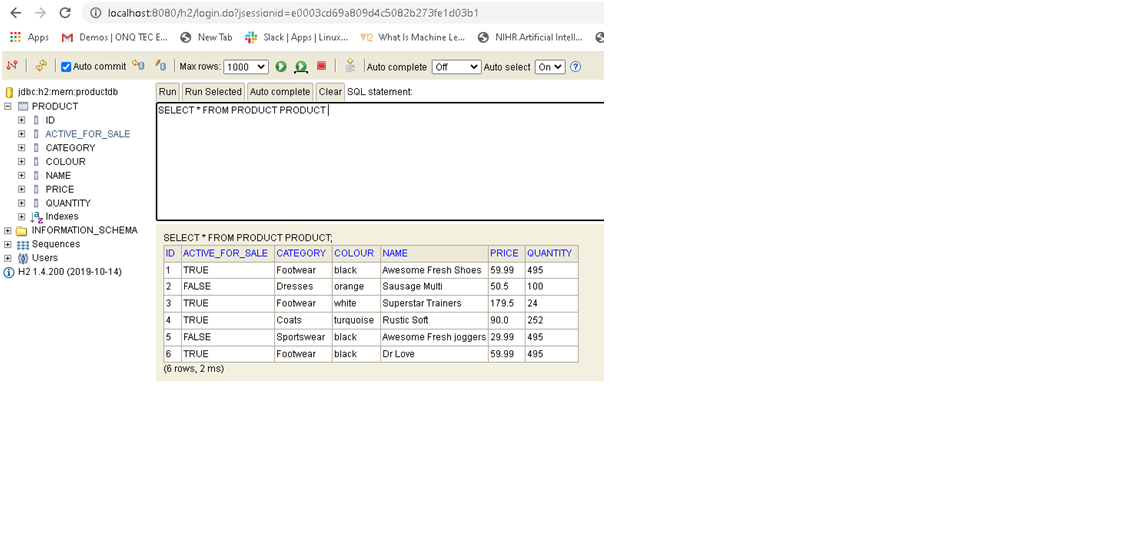 localhost:8080/h2/login.do?jsessionid=e0003cd69a809d4c5082b273fe1d03b1
Apps Demos | ONQ TEC E... New Tab Slack | Apps | Linux... What Is Machine Le... NIHR Artificial Intell...
Auto commit Max rows: 1000 Auto complete Off Auto select On
jdbc:h2:mem:productdb
PRODUCT
ID
ACTIVE_FOR_SALE
CATEGORY
COLOUR
NAME
PRICE
QUANTITY
Indexes
INFORMATION_SCHEMA
Sequences
Users
H2 1.4.200 (2019-10-14)
Run Run Selected Auto complete Clear SQL statement:
SELECT * FROM PRODUCT PRODUCT
SELECT * FROM PRODUCT PRODUCT;
ID ACTIVE_FOR_SALE CATEGORY COLOUR NAME PRICE QUANTITY
1 TRUE Footwear black Awesome Fresh Shoes 59.99 495
2 FALSE Dresses orange Sausage Multi 50.5 100
3 TRUE Footwear white Superstar Trainers 179.5 24
4 TRUE Coats turquoise Rustic Soft 90.0 252
5 FALSE Sportswear black Awesome Fresh joggers 29.99 495
6 TRUE Footwear black Dr Love 59.99 495
(6 rows, 2 ms)